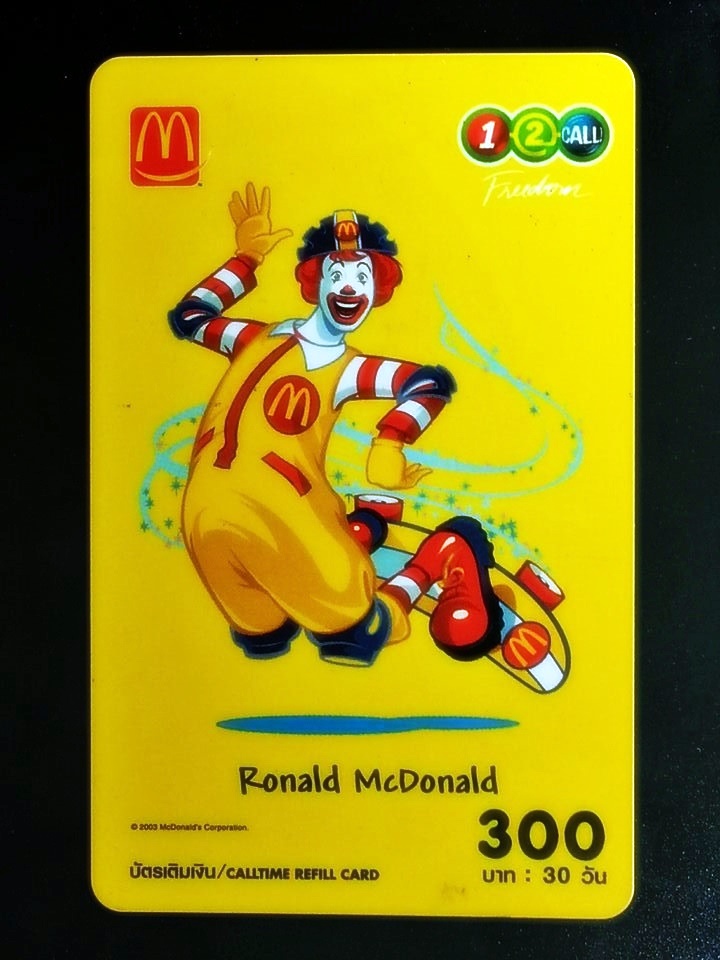 M
1 2 CALL
Freedom
M
M
M
Ronald McDonald
© 2003 McDonald's Corporation.
300
บัตรเติมเงิน/CALLTIME REFILL CARD
บาท : 30 วัน